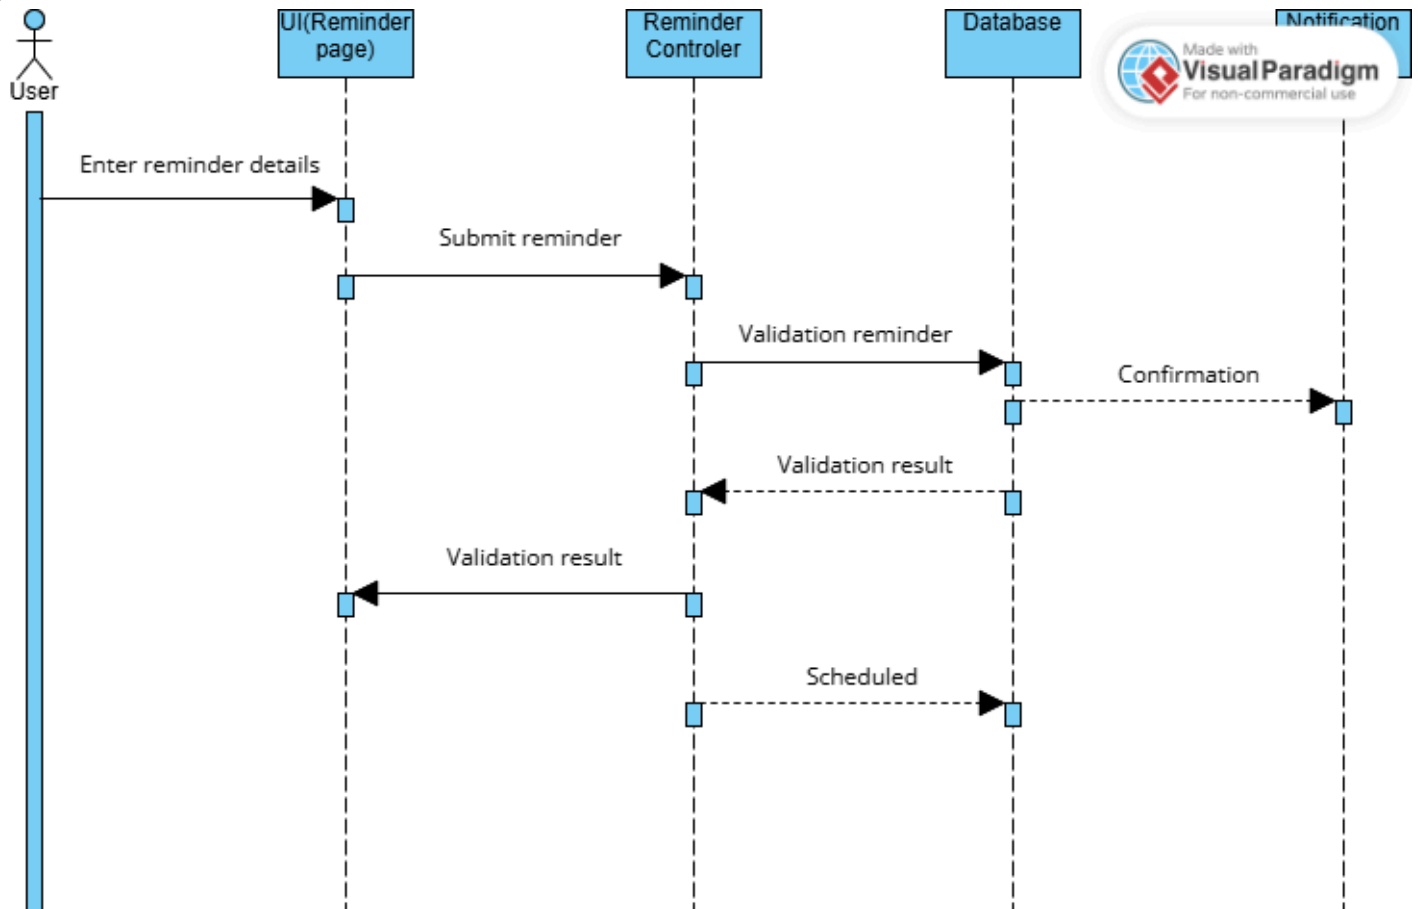 User
UI(Reminder
page)
Reminder
Controler
Database
Notification
Made with
Visual Paradigm
For non-commercial use
Enter reminder details
Submit reminder
Validation reminder
Confirmation
Validation result
Validation result
Scheduled